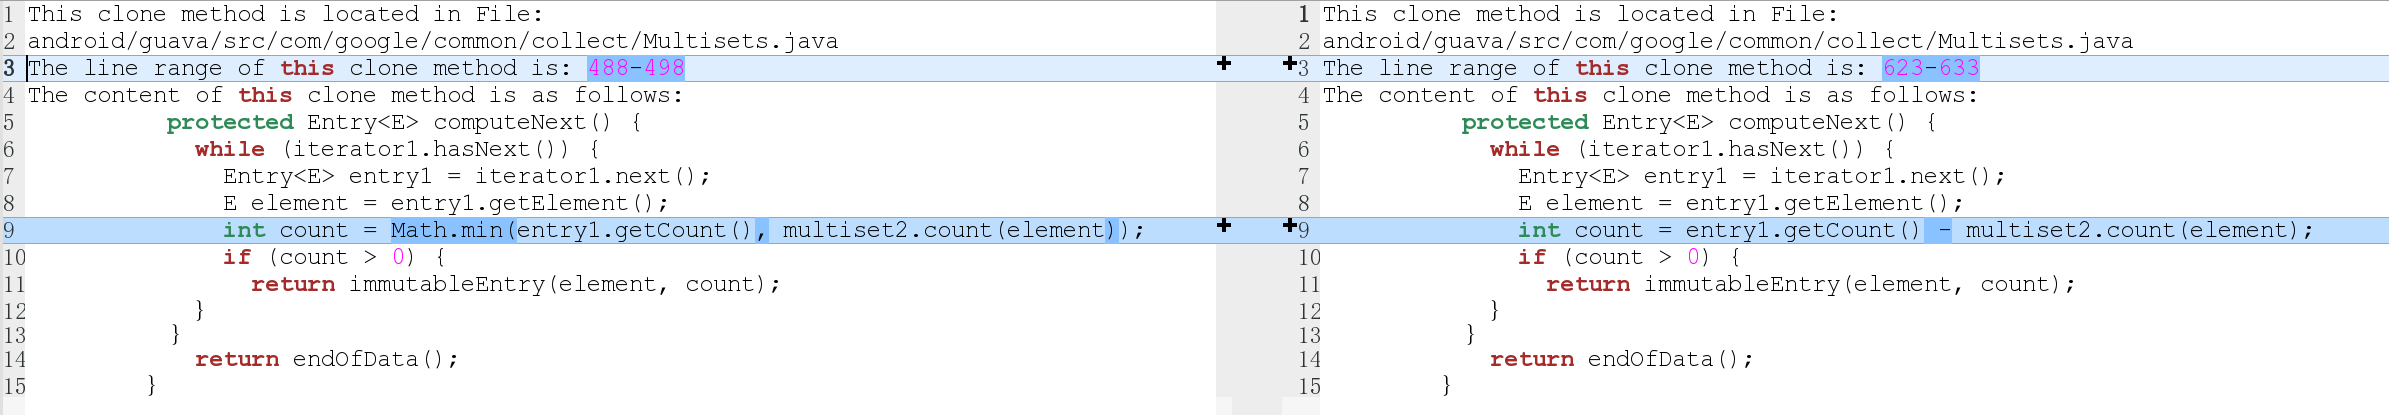 1 This clone method is located in File:
2 android/guava/src/com/google/common/collect/Multisets.java
3 The line range of this clone method is: 488-498
4 The content of this clone method is as follows:
5 protected Entry<E> computeNext() {
6 while (iterator1.hasNext()) {
7 Entry<E> entry1 = iterator1.next();
8 E element = entry1.getElement();
9 int count = Math.min(entry1.getCount(), multiset2.count(element));
10 if (count > 0) {
11 return immutableEntry(element, count);
12 }
13 }
14 return endOfData();
15 }
1 This clone method is located in File:
2 android/guava/src/com/google/common/collect/Multisets.java
3 The line range of this clone method is: 623-633
4 The content of this clone method is as follows:
5 protected Entry<E> computeNext() {
6 while (iterator1.hasNext()) {
7 Entry<E> entry1 = iterator1.next();
8 E element = entry1.getElement();
9 int count = entry1.getCount() - multiset2.count(element);
10 if (count > 0) {
11 return immutableEntry(element, count);
12 }
13 }
14 return endOfData();
15 }